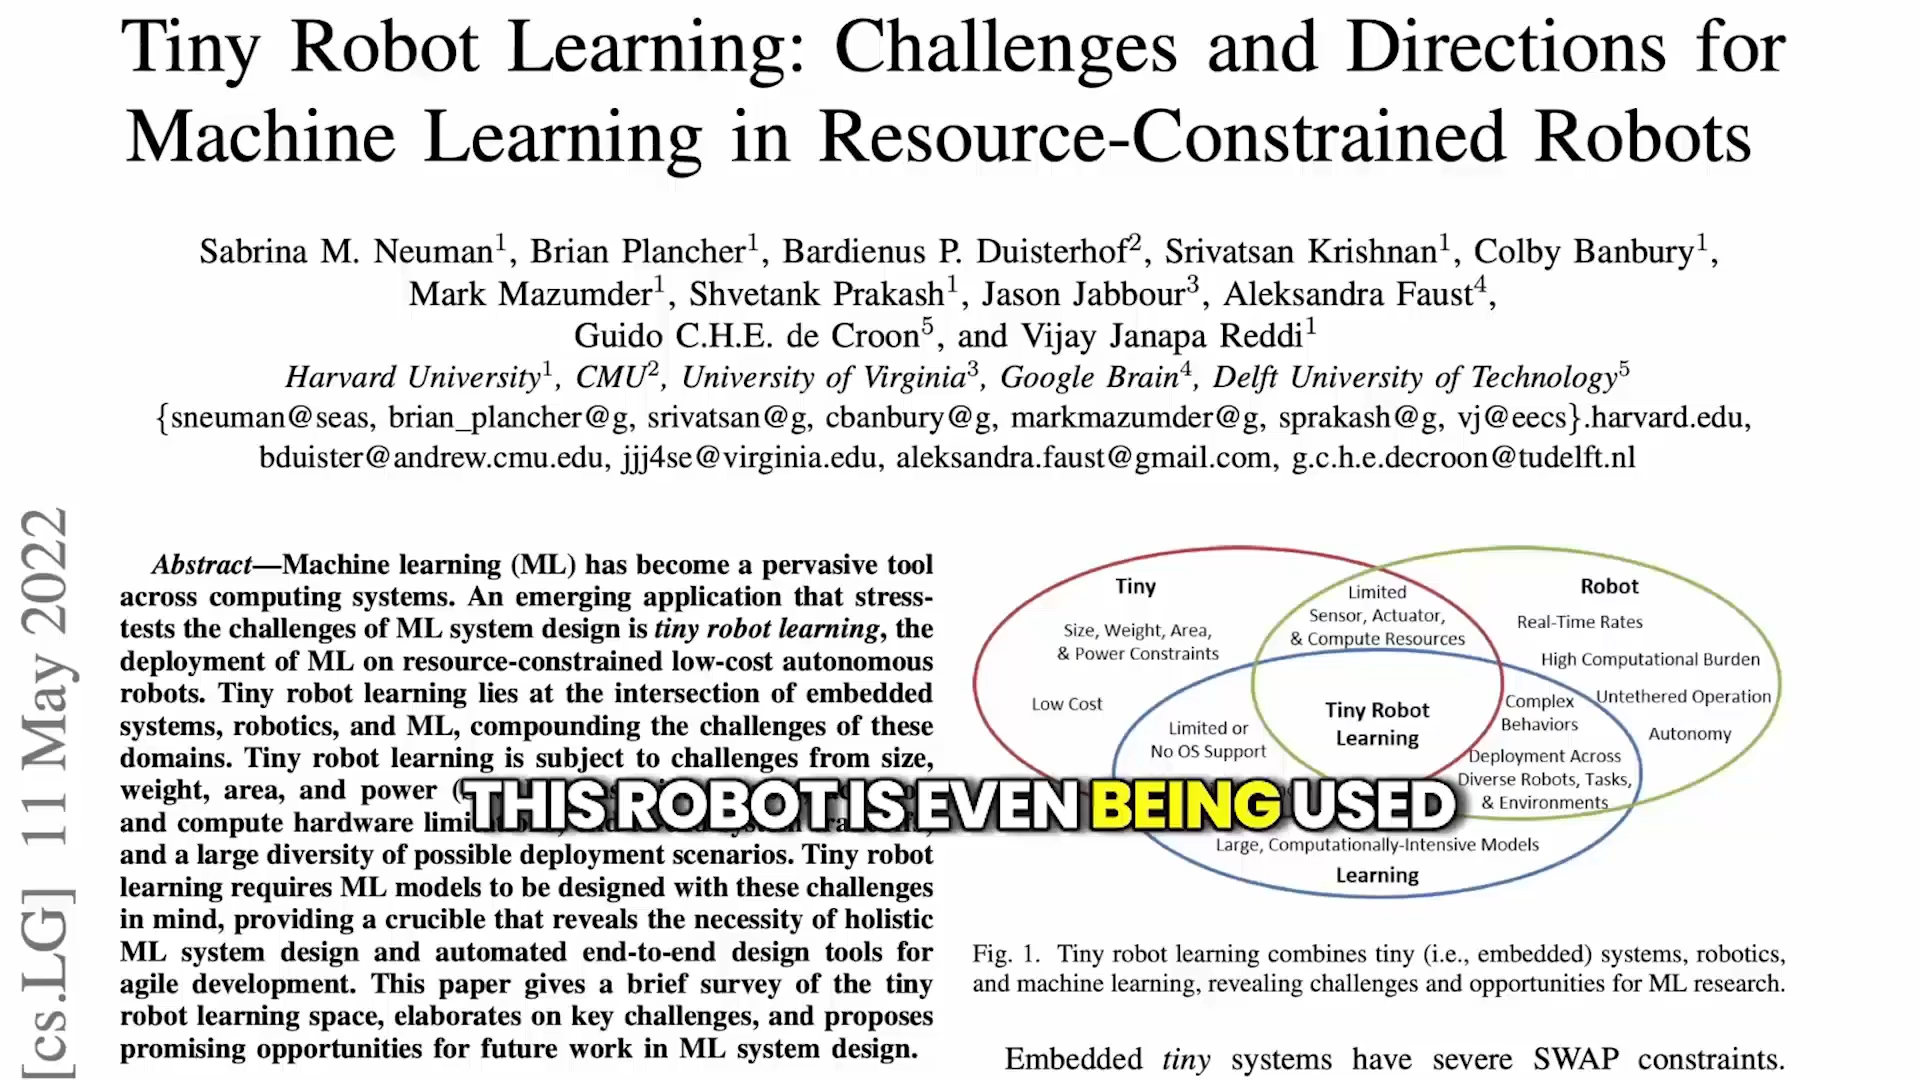 Tiny Robot Learning: Challenges and Directions for
Machine Learning in Resource-Constrained Robots
Sabrina M. Neuman1, Brian Plancher1, Bardienus P. Duisterhof2, Srivatsan Krishnan1, Colby Banbury1,
Mark Mazumder1, Shvetank Prakash1, Jason Jabbour3, Aleksandra Faust4,
Guido C.H.E. de Croon5, and Vijay Janapa Reddi1
Harvard University1, CMU2, University of Virginia3, Google Brain4, Delft University of Technology5
{sneuman@seas, brian_plancher@g, srivatsan@g, cbanbury@g, markmazumder@g, sprakash@g, vj@eecs}.harvard.edu,
bduister@andrew.cmu.edu, jjj4se@virginia.edu, aleksandra.faust@gmail.com, g.c.h.e.decroon@tudelft.nl
[cs.LG] 11 May 2022
Abstract—Machine learning (ML) has become a pervasive tool
across computing systems. An emerging application that stress-
tests the challenges of ML system design is tiny robot learning, the
deployment of ML on resource-constrained low-cost autonomous
robots. Tiny robot learning lies at the intersection of embedded
systems, robotics, and ML, compounding the challenges of these
domains. Tiny robot learning is subject to challenges from size,
weight, area, and power
and compute hardware
and a large diversity of possible deployment scenarios. Tiny robot
learning requires ML models to be designed with these challenges
in mind, providing a crucible that reveals the necessity of holistic
ML system design and automated end-to-end design tools for
agile development. This paper gives a brief survey of the tiny
robot learning space, elaborates on key challenges, and proposes
promising opportunities for future work in ML system design.
THIS ROBOT IS EVEN BEING USED
Tiny
Size, Weight, Area,
& Power Constraints
Low Cost
Limited
Sensor, Actuator,
& Compute Resources
Robot
Real-Time Rates
High Computational Burden
Untethered Operation
Autonomy
Limited or
No OS Support
Tiny Robot
Learning
Complex
Behaviors
Deployment Across
Diverse Robots, Tasks,
& Environments
Large, Computationally-Intensive Models
Learning
Fig. 1. Tiny robot learning combines tiny (i.e., embedded) systems, robotics,
and machine learning, revealing challenges and opportunities for ML research.
Embedded tiny systems have severe SWAP constraints.